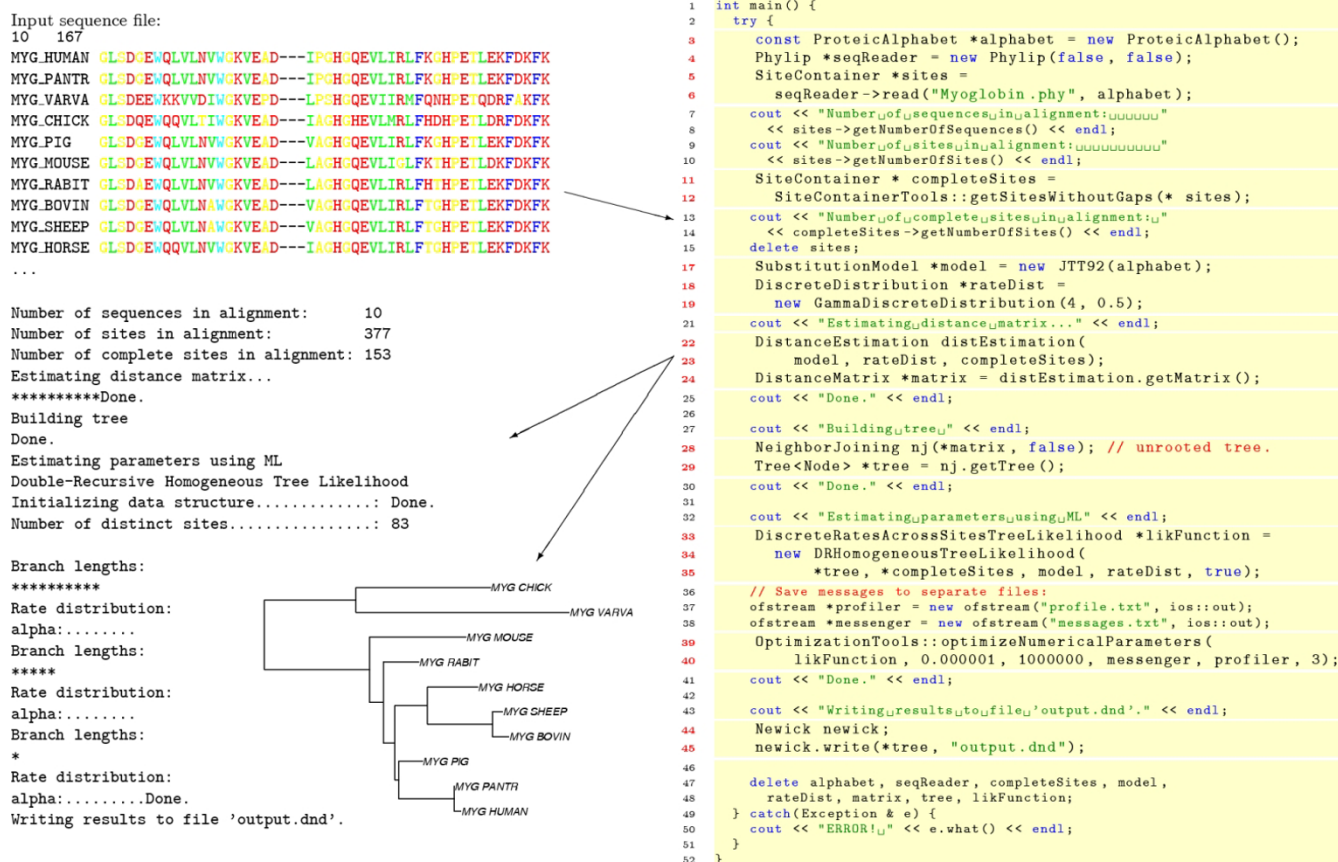 Input sequence file:
10 167
MYG_HUMAN GLSDGEWQLVLNVWGKVEAD---IPGHGQEVLIRLFKGHPETLEKFDKFK
MYG_PANTR GLSDGEWQLVLNVWGKVEAD---IPGHGQEVLIRLFKGHPETLEKFDKFK
MYG_VARVA GLSDEEWKKVVDIWGKVEPD---LPSHGQEVIIRMFQNHPETQDRFAKFK
MYG_CHICK GLSDQEWQQVLTIWGKVEAD---IAGHGHEVLMRLFHDHPETLDRFDKFK
MYG_PIG GLSDGEWQLVLNVWGKVEAD---VAGHGQEVLIRLFKGHPETLEKFDKFK
MYG_MOUSE GLSDGEWQLVLNVWGKVEAD---LAGHGQEVLIGLFKTHPETLDKFDKFK
MYG_RABIT GLSDAEWQLVLNVWGKVEAD---LAGHGQEVLIRLFHTHPETLEKFDKFK
MYG_BOVIN GLSDGEWQLVLNAWGKVEAD---VAGHGQEVLIRLFTGHPETLEKFDKFK
MYG_SHEEP GLSDGEWQLVLNAWGKVEAD---VAGHGQEVLIRLFTGHPETLEKFDKFK
MYG_HORSE GLSDGEWQQVLNVWGKVEAD---IAGHGQEVLIRLFTGHPETLEKFDKFK
...
Number of sequences in alignment: 10
Number of sites in alignment: 377
Number of complete sites in alignment: 153
Estimating distance matrix...
**********Done.
Building tree
Done.
Estimating parameters using ML
Double-Recursive Homogeneous Tree Likelihood
Initializing data structure.............: Done.
Number of distinct sites................: 83
Branch lengths:
**********
Rate distribution:
alpha:........
Branch lengths:
*****
Rate distribution:
alpha:........
Branch lengths:
*
Rate distribution:
alpha:.........Done.
Writing results to file 'output.dnd'.
MYG CHICK
MYG VARVA
MYG MOUSE
MYG RABIT
MYG HORSE
MYG SHEEP
MYG BOVIN
MYG PIG
MYG PANTR
MYG HUMAN
1 int main() {
2 try {
3 const ProteicAlphabet *alphabet = new ProteicAlphabet();
4 Phylip *seqReader = new Phylip(false, false);
5 SiteContainer *sites =
6 seqReader->read("Myoglobin.phy", alphabet);
7 cout << "Number␣of␣sequences␣in␣alignment:␣␣␣␣␣␣"
8 << sites->getNumberOfSequences() << endl;
9 cout << "Number␣of␣sites␣in␣alignment:␣␣␣␣␣␣␣␣␣␣"
10 << sites->getNumberOfSites() << endl;
11 SiteContainer * completeSites =
12 SiteContainerTools::getSitesWithoutGaps(* sites);
13 cout << "Number␣of␣complete␣sites␣in␣alignment:␣"
14 << completeSites->getNumberOfSites() << endl;
15 delete sites;
17 SubstitutionModel *model = new JTT92(alphabet);
18 DiscreteDistribution *rateDist =
19 new GammaDiscreteDistribution(4, 0.5);
21 cout << "Estimating␣distance␣matrix..." << endl;
22 DistanceEstimation distEstimation(
23 model, rateDist, completeSites);
24 DistanceMatrix *matrix = distEstimation.getMatrix();
25 cout << "Done." << endl;
26
27 cout << "Building␣tree␣" << endl;
28 NeighborJoining nj(*matrix, false); // unrooted tree.
29 Tree<Node> *tree = nj.getTree();
30 cout << "Done." << endl;
31
32 cout << "Estimating␣parameters␣using␣ML" << endl;
33 DiscreteRatesAcrossSitesTreeLikelihood *likFunction =
34 new DRHomogeneousTreeLikelihood(
35 *tree, *completeSites, model, rateDist, true);
36 // Save messages to separate files:
37 ofstream *profiler = new ofstream("profile.txt", ios::out);
38 ofstream *messenger = new ofstream("messages.txt", ios::out);
39 OptimizationTools::optimizeNumericalParameters(
40 likFunction, 0.000001, 1000000, messenger, profiler, 3);
41 cout << "Done." << endl;
42
43 cout << "Writing␣results␣to␣file␣'output.dnd'." << endl;
44 Newick newick;
45 newick.write(*tree, "output.dnd");
46
47 delete alphabet, seqReader, completeSites, model,
48 rateDist, matrix, tree, likFunction;
49 } catch(Exception & e) {
50 cout << "ERROR!␣" << e.what() << endl;
51 }
52 }